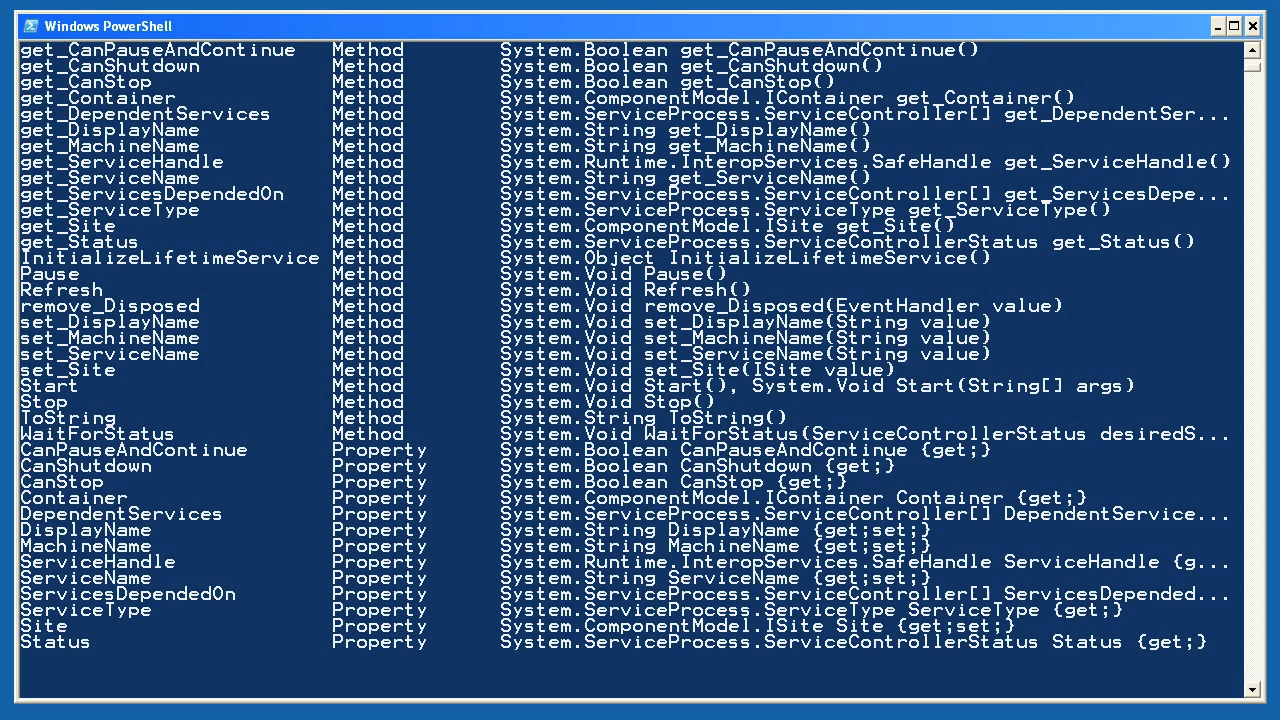 Windows PowerShell
get_CanPauseAndContinue Method System.Boolean get_CanPauseAndContinue()
get_CanShutdown Method System.Boolean get_CanShutdown()
get_CanStop Method System.Boolean get_CanStop()
get_Container Method System.ComponentModel.IContainer get_Container()
get_DependentServices Method System.ServiceProcess.ServiceController[] get_DependentSer...
get_DisplayName Method System.String get_DisplayName()
get_MachineName Method System.String get_MachineName()
get_ServiceHandle Method System.Runtime.InteropServices.SafeHandle get_ServiceHandle()
get_ServiceName Method System.String get_ServiceName()
get_ServicesDependedOn Method System.ServiceProcess.ServiceController[] get_ServicesDepe...
get_ServiceType Method System.ServiceProcess.ServiceType get_ServiceType()
get_Site Method System.ComponentModel.ISite get_Site()
get_Status Method System.ServiceProcess.ServiceControllerStatus get_Status()
InitializeLifetimeService Method System.Object InitializeLifetimeService()
Pause Method System.Void Pause()
Refresh Method System.Void Refresh()
remove_Disposed Method System.Void remove_Disposed(EventHandler value)
set_DisplayName Method System.Void set_DisplayName(String value)
set_MachineName Method System.Void set_MachineName(String value)
set_ServiceName Method System.Void set_ServiceName(String value)
set_Site Method System.Void set_Site(ISite value)
Start Method System.Void Start(), System.Void Start(String[] args)
Stop Method System.Void Stop()
ToString Method System.String ToString()
WaitForStatus Method System.Void WaitForStatus(ServiceControllerStatus desiredS...
CanPauseAndContinue Property System.Boolean CanPauseAndContinue {get;}
CanShutdown Property System.Boolean CanShutdown {get;}
CanStop Property System.Boolean CanStop {get;}
Container Property System.ComponentModel.IContainer Container {get;}
DependentServices Property System.ServiceProcess.ServiceController[] DependentService...
DisplayName Property System.String DisplayName {get;set;}
MachineName Property System.String MachineName {get;set;}
ServiceHandle Property System.Runtime.InteropServices.SafeHandle ServiceHandle {g...
ServiceName Property System.String ServiceName {get;set;}
ServicesDependedOn Property System.ServiceProcess.ServiceController[] ServicesDepended...
ServiceType Property System.ServiceProcess.ServiceType ServiceType {get;}
Site Property System.ComponentModel.ISite Site {get;set;}
Status Property System.ServiceProcess.ServiceControllerStatus Status {get;}